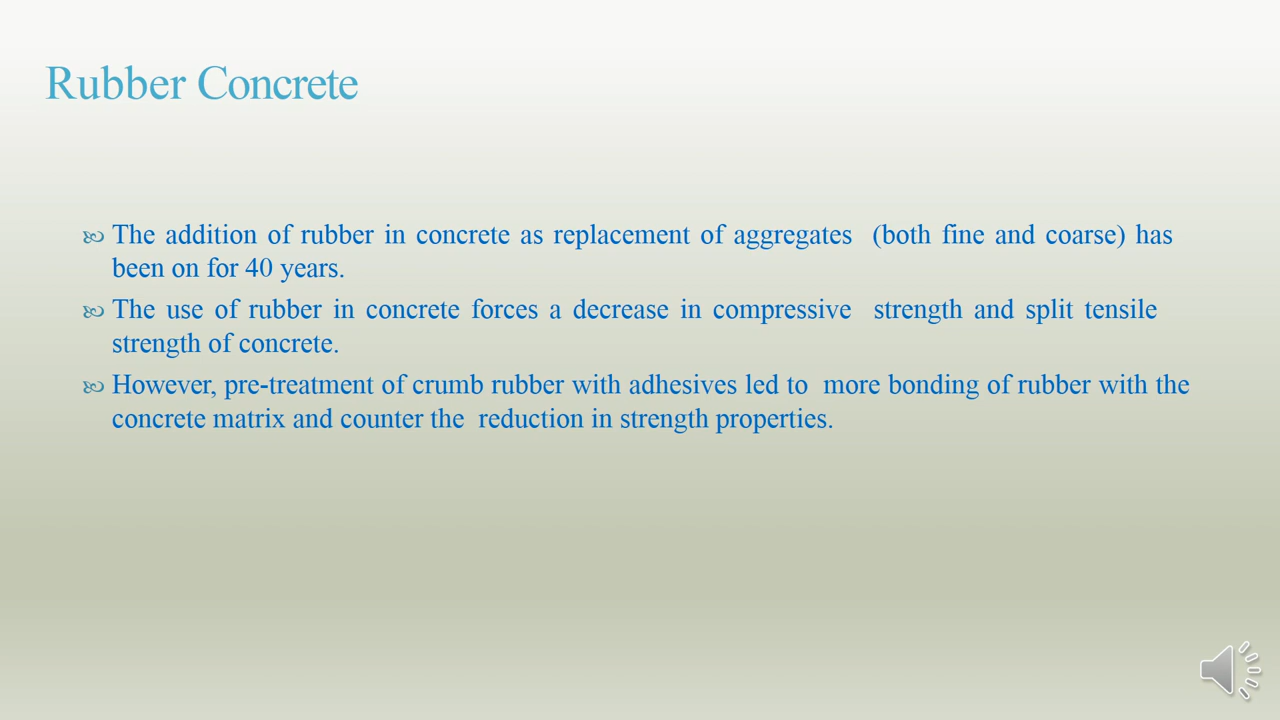 Rubber Concrete
The addition of rubber in concrete as replacement of aggregates (both fine and coarse) has
been on for 40 years.
The use of rubber in concrete forces a decrease in compressive strength and split tensile
strength of concrete.
However, pre-treatment of crumb rubber with adhesives led to more bonding of rubber with the
concrete matrix and counter the reduction in strength properties.